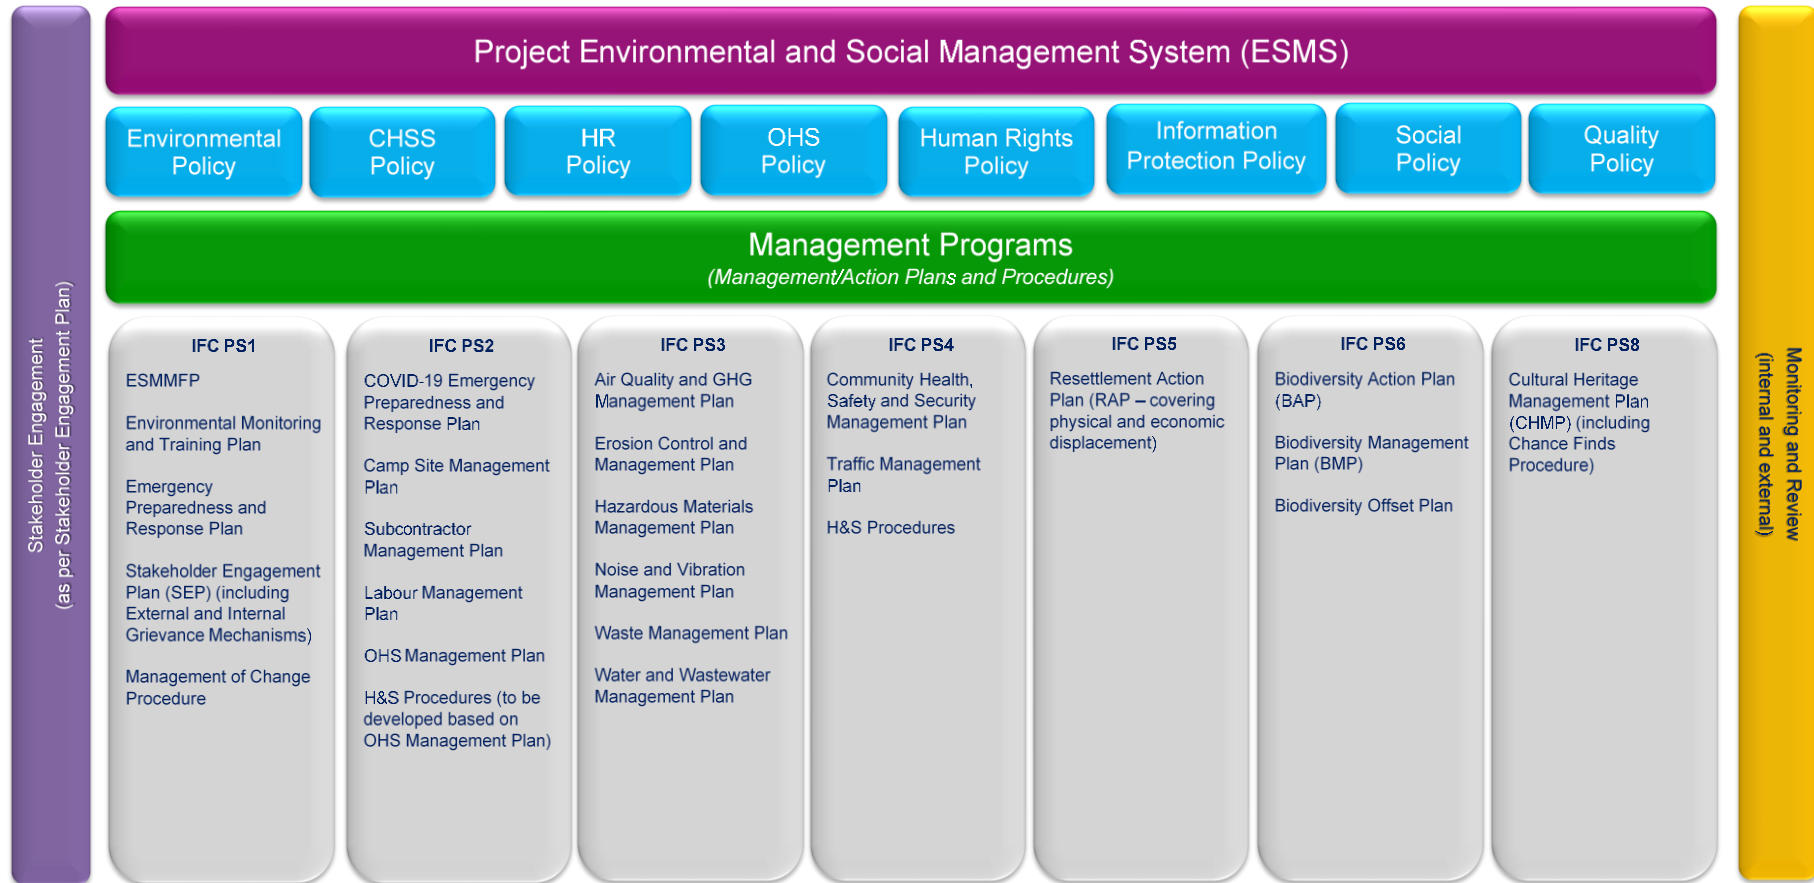 Stakeholder Engagement
(as per Stakeholder Engagement Plan)
Project Environmental and Social Management System (ESMS)
Environmental
Policy
CHSS
Policy
HR
Policy
OHS
Policy
Human Rights
Policy
Information
Protection Policy
Social
Policy
Quality
Policy
Management Programs
(Management/Action Plans and Procedures)
IFC PS1
ESMMFP
Environmental Monitoring
and Training Plan
Emergency
Preparedness and
Response Plan
Stakeholder Engagement
Plan (SEP) (including
External and Internal
Grievance Mechanisms)
Management of Change
Procedure
IFC PS2
COVID-19 Emergency
Preparedness and
Response Plan
Camp Site Management
Plan
Subcontractor
Management Plan
Labour Management
Plan
OHS Management Plan
H&S Procedures (to be
developed based on
OHS Management Plan)
IFC PS3
Air Quality and GHG
Management Plan
Erosion Control and
Management Plan
Hazardous Materials
Management Plan
Noise and Vibration
Management Plan
Waste Management Plan
Water and Wastewater
Management Plan
IFC PS4
Community Health,
Safety and Security
Management Plan
Traffic Management
Plan
H&S Procedures
IFC PS5
Resettlement Action
Plan (RAP – covering
physical and economic
displacement)
IFC PS6
Biodiversity Action Plan
(BAP)
Biodiversity Management
Plan (BMP)
Biodiversity Offset Plan
IFC PS8
Cultural Heritage
Management Plan
(CHMP) (including
Chance Finds
Procedure)
Monitoring and Review
(internal and external)